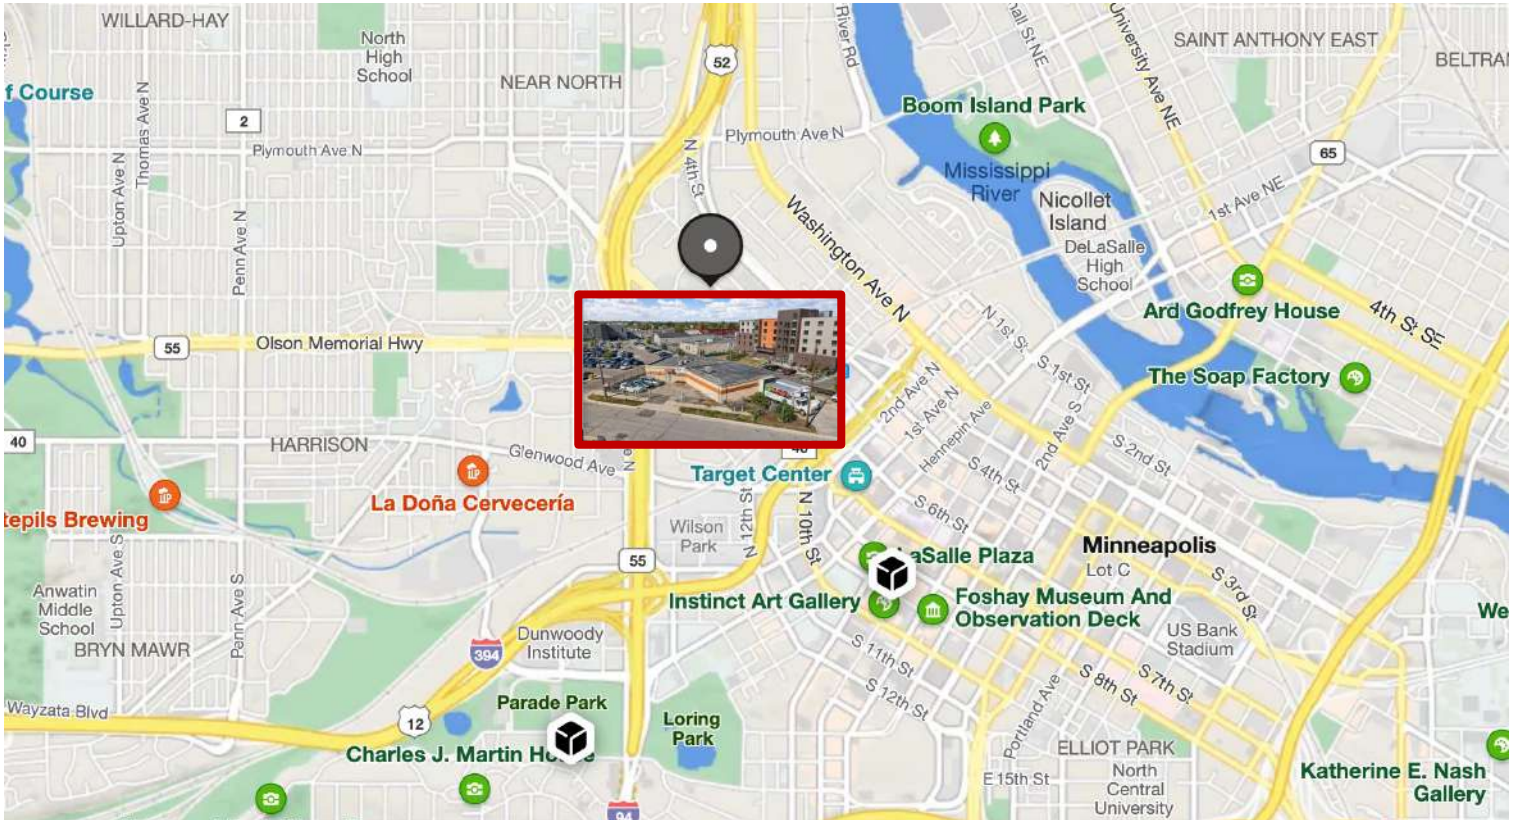 WILLARD-HAY
North
High
School
NEAR NORTH
52
River Rd
University Ave NE
SAINT ANTHONY EAST
f Course
Thomas Ave N
2
Plymouth Ave N
Plymouth Ave N
Boom Island Park
65
Upton Ave N
N 4th St
Mississippi
River
Nicollet
Island
1st Ave NE
Penn Ave N
Washington Ave N
DeLaSalle
High
School
Ard Godfrey House
4th St SE
55
Olson Memorial Hwy
N 1st St
S 1st St
The Soap Factory
2nd Ave N
1st Ave N
Hennepin Ave
2nd Ave S
S 2nd St
40
HARRISON
Glenwood Ave
Target Center
S 4th St
La Doña Cervecería
tepils Brewing
N 12th St
N 10th St
S 6th St
Wilson
Park
55
LaSalle Plaza
Minneapolis
Lot C
S 3rd St
Anwatin
Middle
School
Upton Ave S
Penn Ave S
Instinct Art Gallery
Foshay Museum And
Observation Deck
We
BRYN MAWR
394
Dunwoody
Institute
US Bank
Stadium
S 11th St
S 12th St
S 8th St
S 7th St
Wayzata Blvd
12
Parade Park
Loring
Park
Portland Ave
Charles J. Martin
ELLIOT PARK
E 15th St
North
Central
University
Katherine E. Nash
Gallery
94